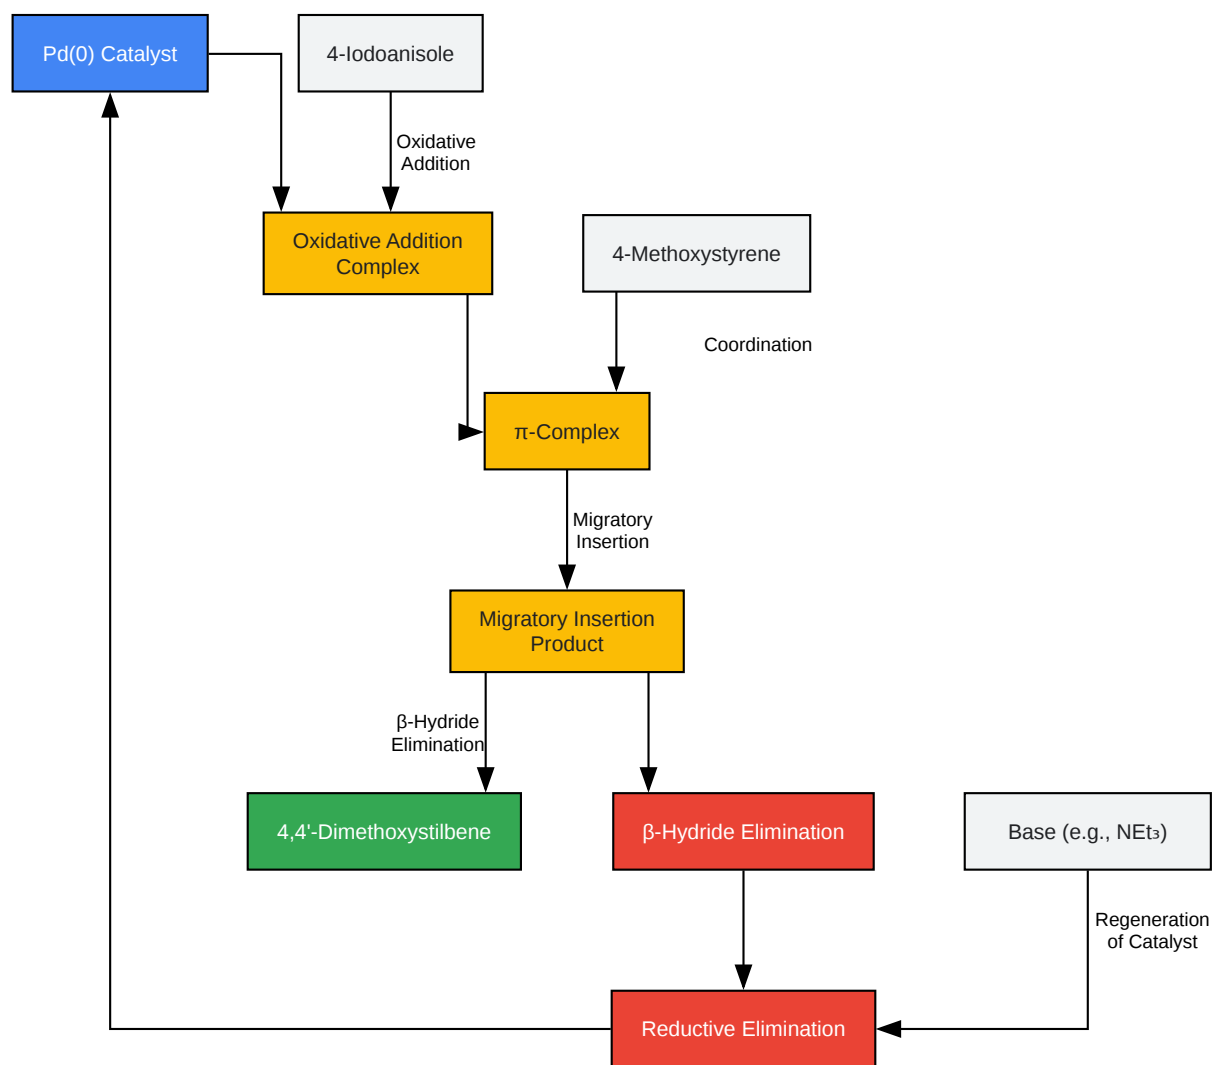 Pd(0) Catalyst
4-Iodoanisole
Oxidative
Addition
Oxidative Addition
Complex
4-Methoxystyrene
Coordination
π-Complex
Migratory
Insertion
Migratory Insertion
Product
β-Hydride
Elimination
4,4'-Dimethoxystilbene
β-Hydride Elimination
Base (e.g., NEt₃)
Regeneration
of Catalyst
Reductive Elimination